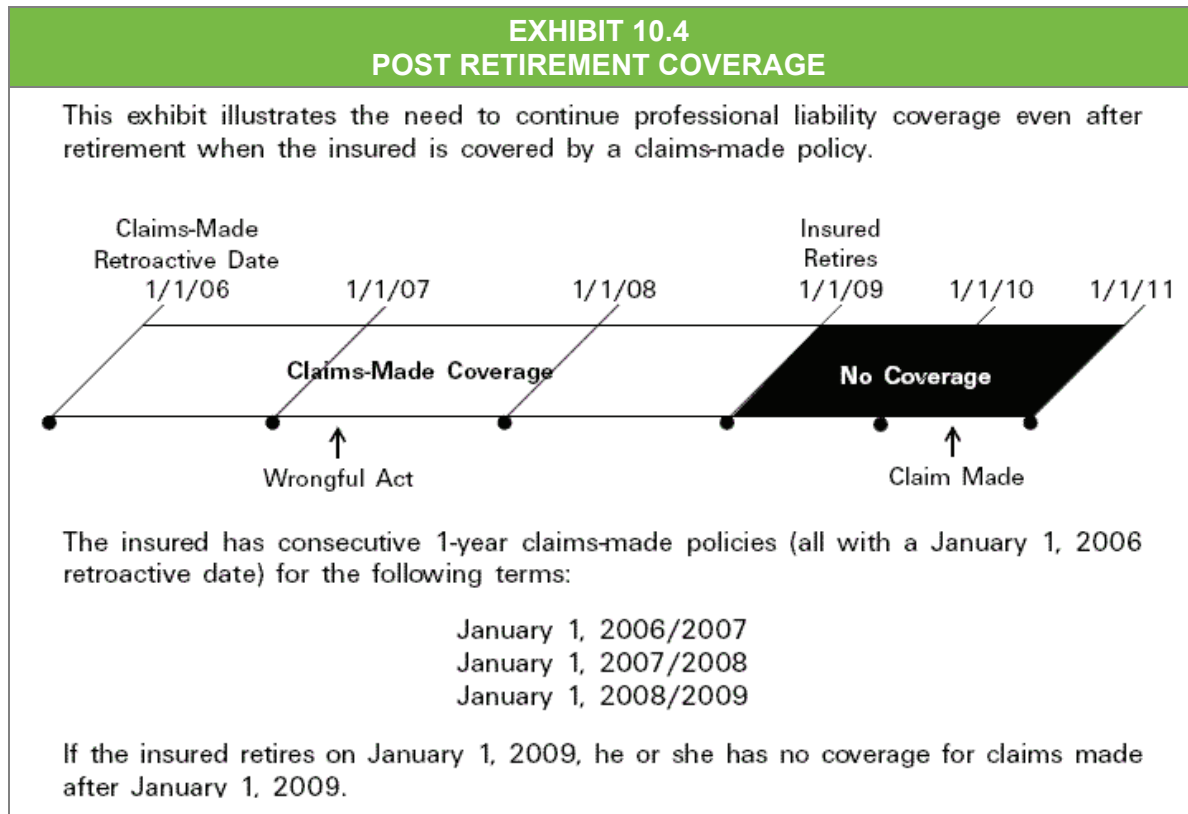 EXHIBIT 10.4
POST RETIREMENT COVERAGE
This exhibit illustrates the need to continue professional liability coverage even after
retirement when the insured is covered by a claims-made policy.
Claims-Made
Retroactive Date
1/1/06
1/1/07
1/1/08
Insured
Retires
1/1/09
1/1/10
1/1/11
Claims-Made Coverage
No Coverage
Wrongful Act
Claim Made
The insured has consecutive 1-year claims-made policies (all with a January 1, 2006
retroactive date) for the following terms:
January 1, 2006/2007
January 1, 2007/2008
January 1, 2008/2009
If the insured retires on January 1, 2009, he or she has no coverage for claims made
after January 1, 2009.